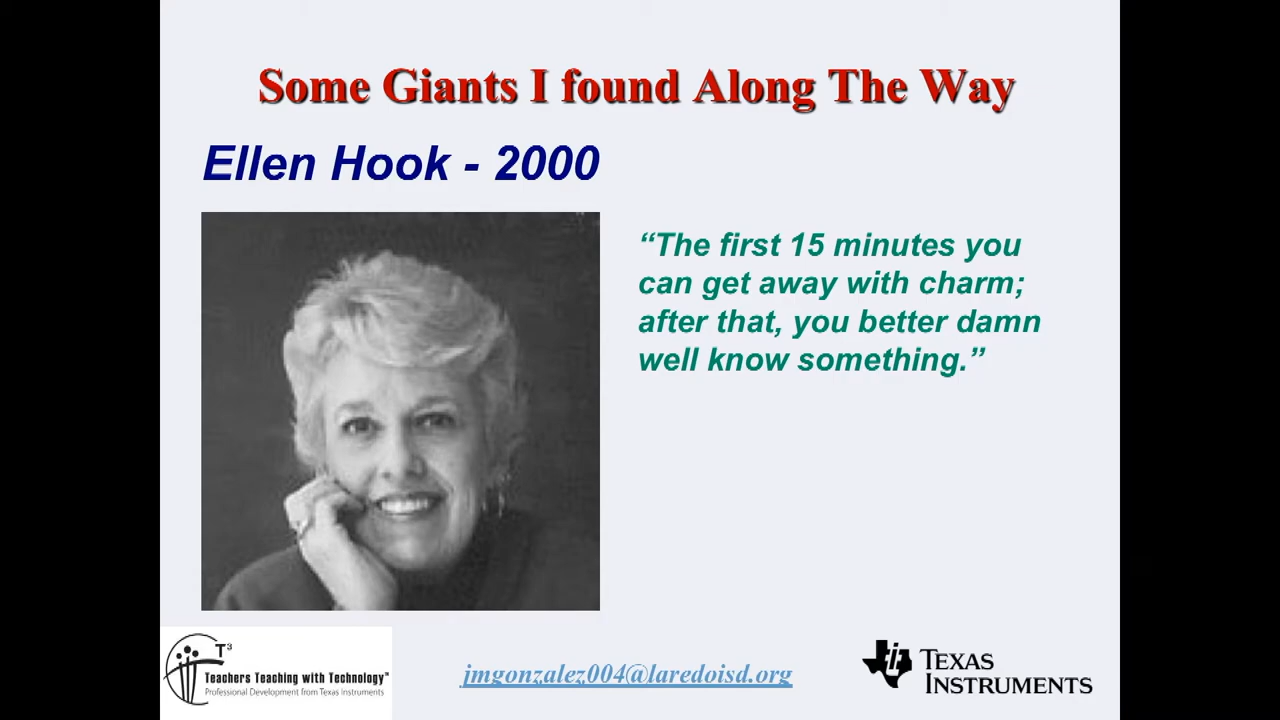 Some Giants I found Along The Way
Ellen Hook - 2000
“The first 15 minutes you
can get away with charm;
after that, you better damn
well know something.”
T³
Teachers Teaching with Technology™
Professional Development from Texas Instruments
jmgonzalez004@laredoisd.org
TEXAS
INSTRUMENTS